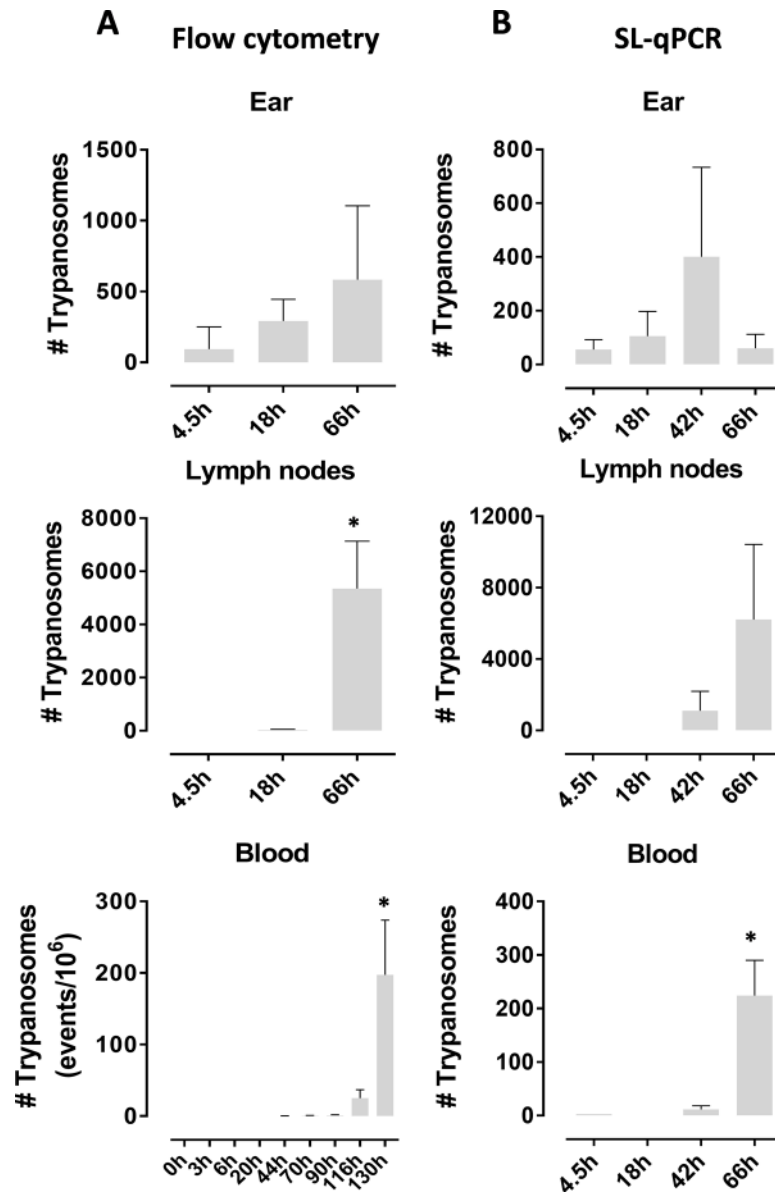 A Flow cytometry B SL-qPCR
Ear
# Trypanosomes
1500
1000
500
0
4.5h 18h 66h
Ear
# Trypanosomes
800
600
400
200
0
4.5h 18h 42h 66h
Lymph nodes
# Trypanosomes
8000
6000
4000
2000
0
*
4.5h 18h 66h
Lymph nodes
# Trypanosomes
12000
8000
4000
0
4.5h 18h 42h 66h
Blood
# Trypanosomes
(events/10⁶)
300
200
100
0
*
0h 3h 6h 20h 44h 70h 90h 116h 130h
Blood
# Trypanosomes
400
300
200
100
0
*
4.5h 18h 42h 66h